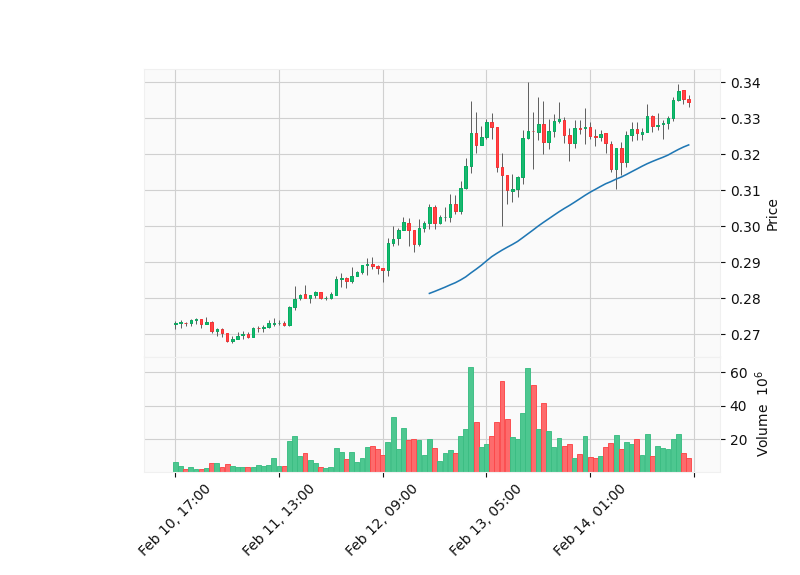 0.34
0.33
0.32
0.31
0.30
0.29
0.28
0.27
Price
60
40
20
Volume 10⁶
Feb 10, 17:00
Feb 11, 13:00
Feb 12, 09:00
Feb 13, 05:00
Feb 14, 01:00